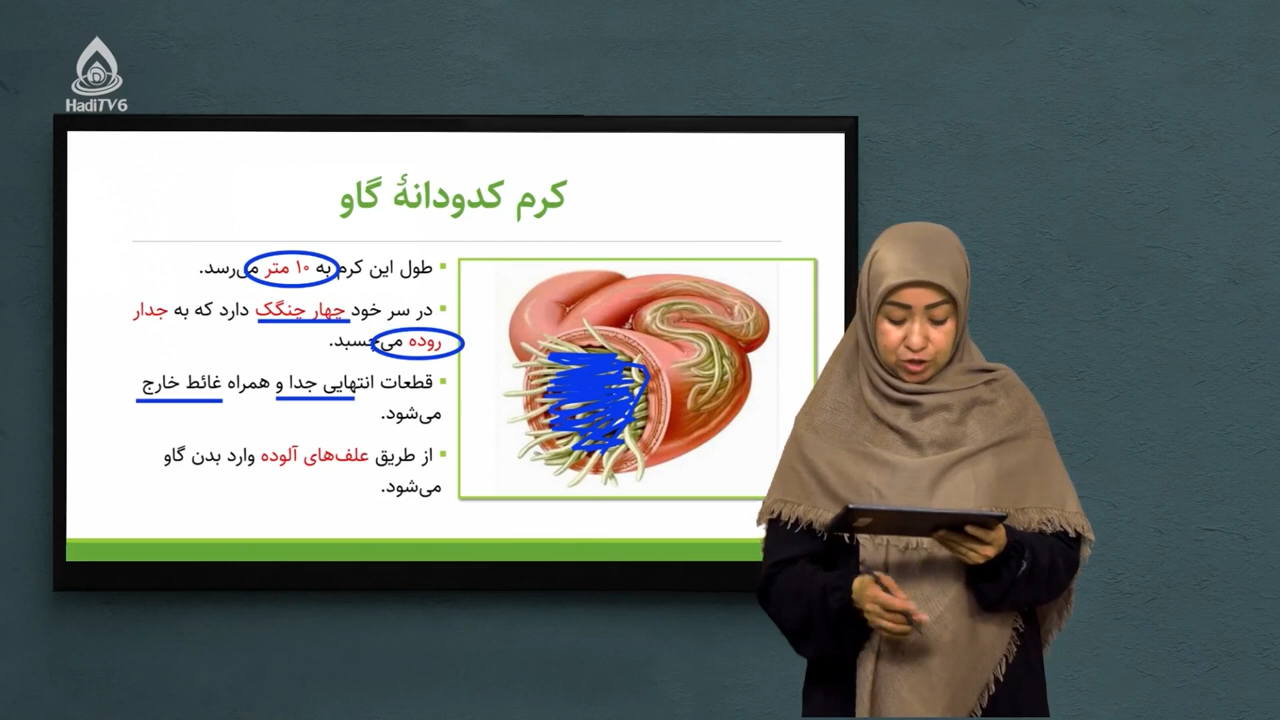 HadiTV6
کرم کدودانۀ گاو
طول این کرم به ۱۰ متر می‌رسد.
در سر خود چهار چنگک دارد که به جدار
روده می‌چسبد.
قطعات انتهایی جدا و همراه غائط خارج
می‌شود.
از طریق علف‌های آلوده وارد بدن گاو
می‌شود.